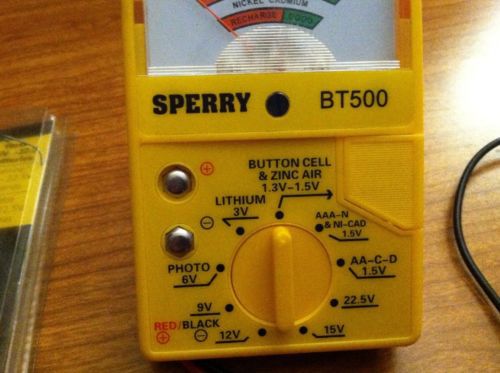 NICKEL CADMIUM
RECHARGE GOOD
SPERRY BT500
+
BUTTON CELL
& ZINC AIR
1.3V-1.5V
LITHIUM
3V
-
AAA-N
& NI-CAD
1.5V
PHOTO
6V
AA-C-D
1.5V
9V
22.5V
RED/BLACK
+ -
12V
15V